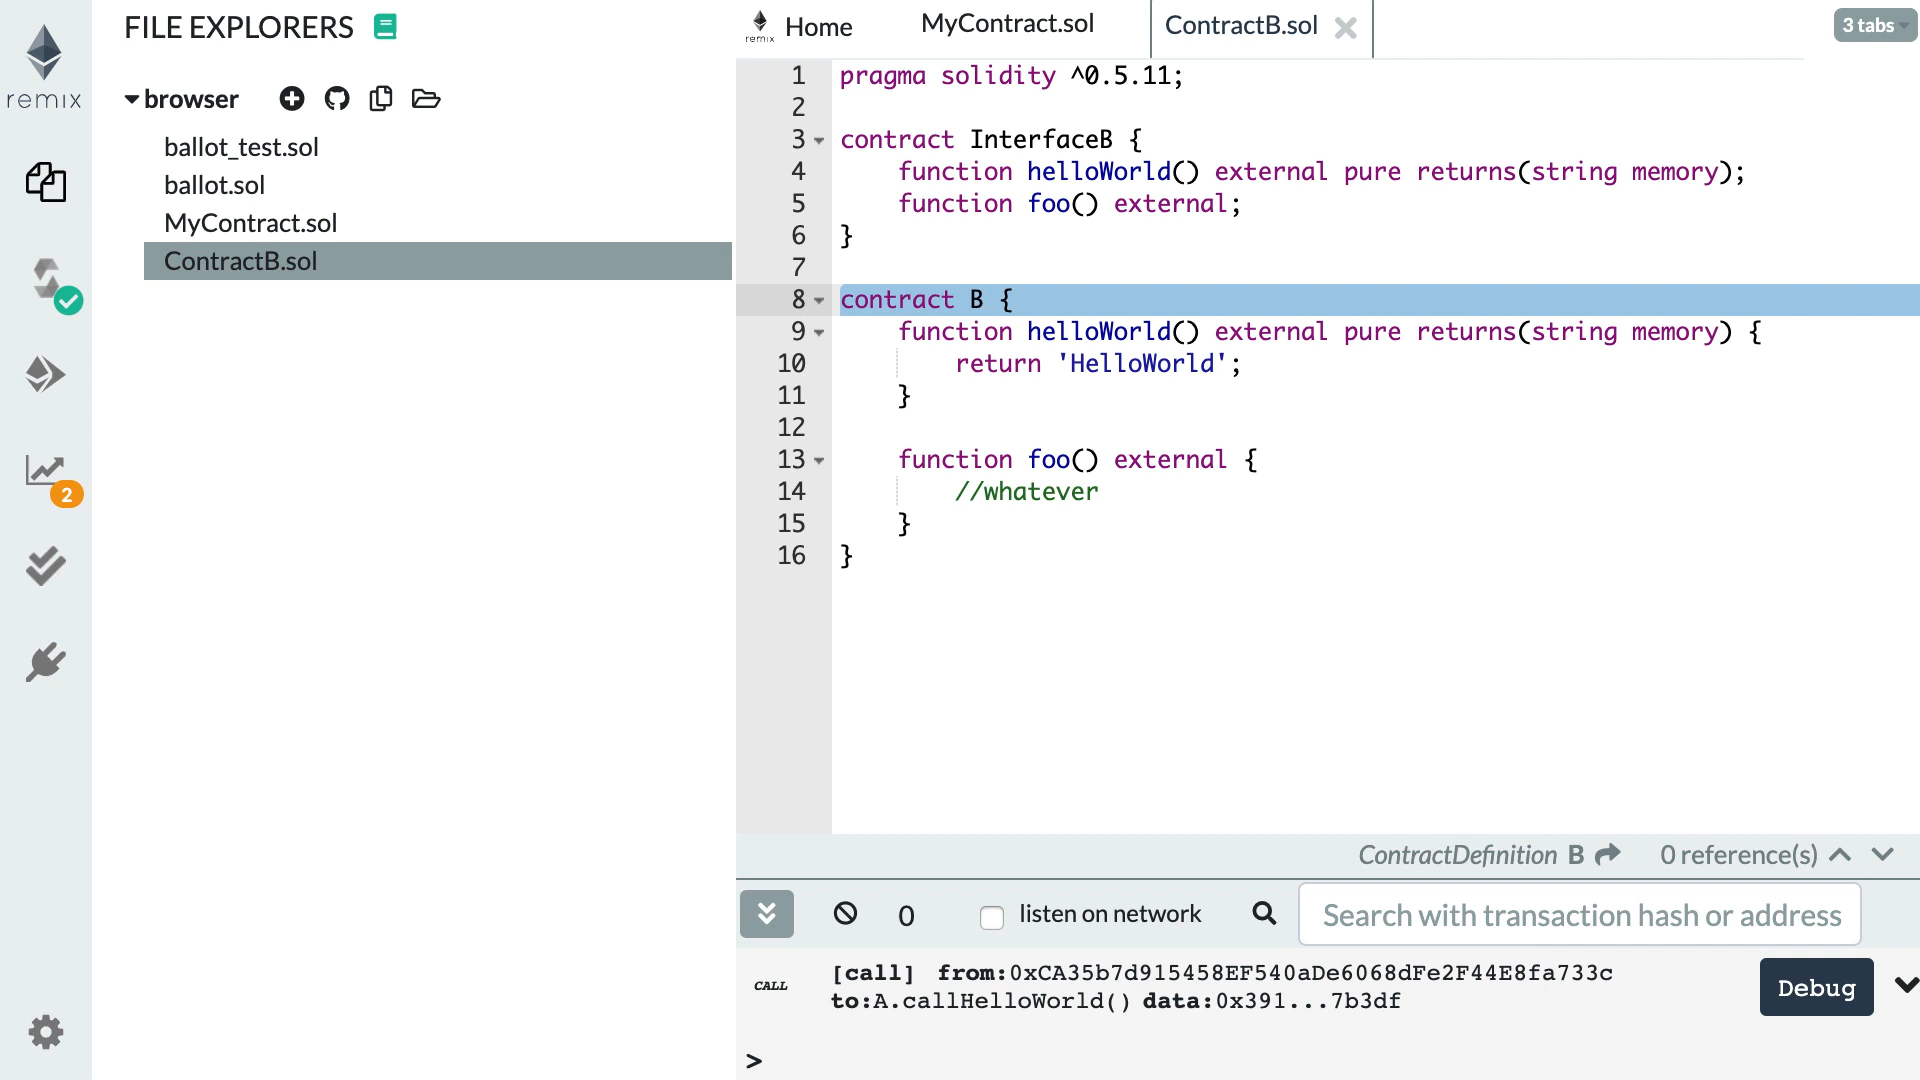 remix
FILE EXPLORERS
browser
ballot_test.sol
ballot.sol
MyContract.sol
ContractB.sol
2
remix Home
MyContract.sol
ContractB.sol
3 tabs
1 pragma solidity ^0.5.11;
2
3 contract InterfaceB {
4 function helloWorld() external pure returns(string memory);
5 function foo() external;
6 }
7
8 contract B {
9 function helloWorld() external pure returns(string memory) {
10 return 'HelloWorld';
11 }
12
13 function foo() external {
14 //whatever
15 }
16 }
ContractDefinition B 0 reference(s)
0 listen on network Search with transaction hash or address
CALL [call] from:0xCA35b7d915458EF540aDe6068dFe2F44E8fa733c
to:A.callHelloWorld() data:0x391...7b3df
Debug
>